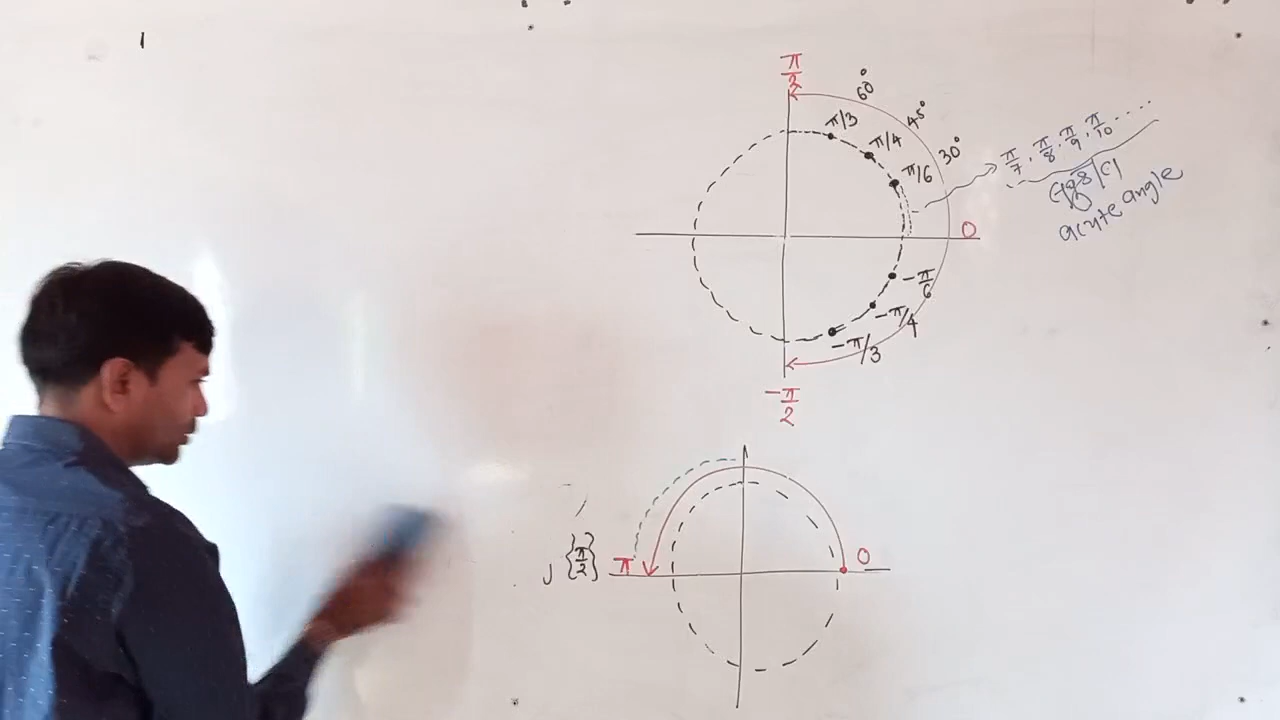 π/2
60°
π/3
45°
π/4
30°
π/6
π/7, π/8, π/9, π/10 ....
acute angle
0
-π/6
-π/4
-π/3
-π/2
{π/2}
π
0